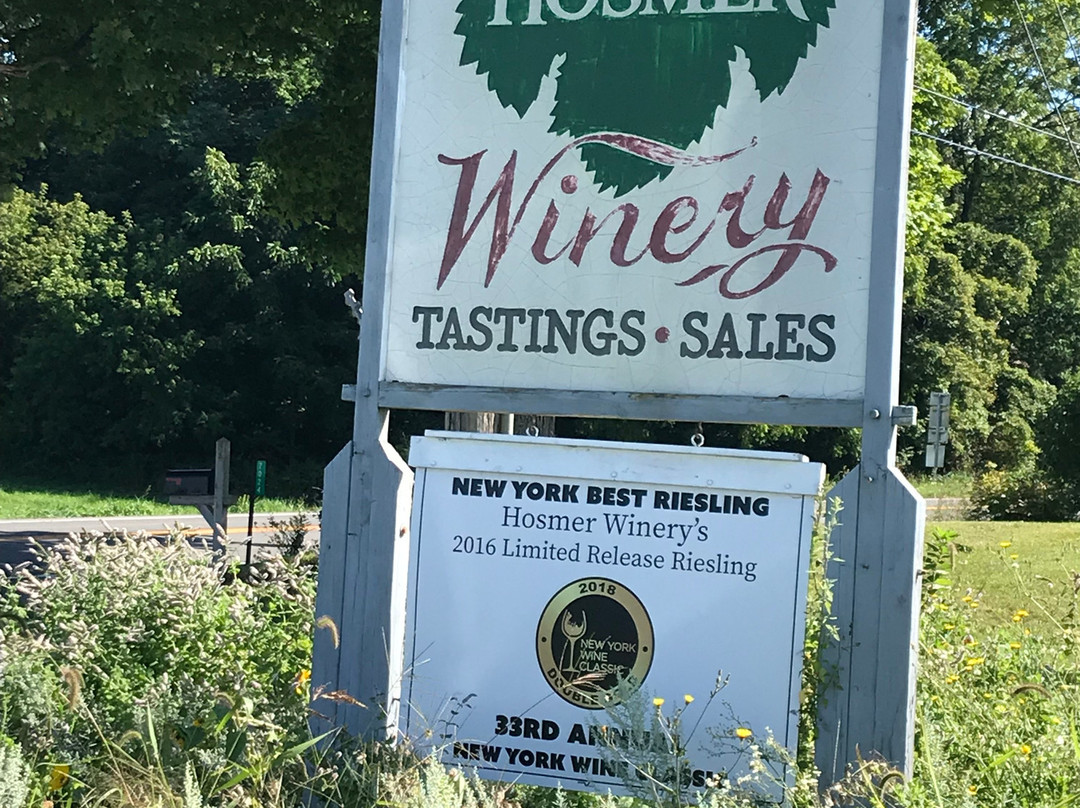 HOSMER
Winery
TASTINGS • SALES
NEW YORK BEST RIESLING
Hosmer Winery's
2016 Limited Release Riesling
2018
NEW YORK
WINE
CLASSIC
33RD
NEW YORK WINE